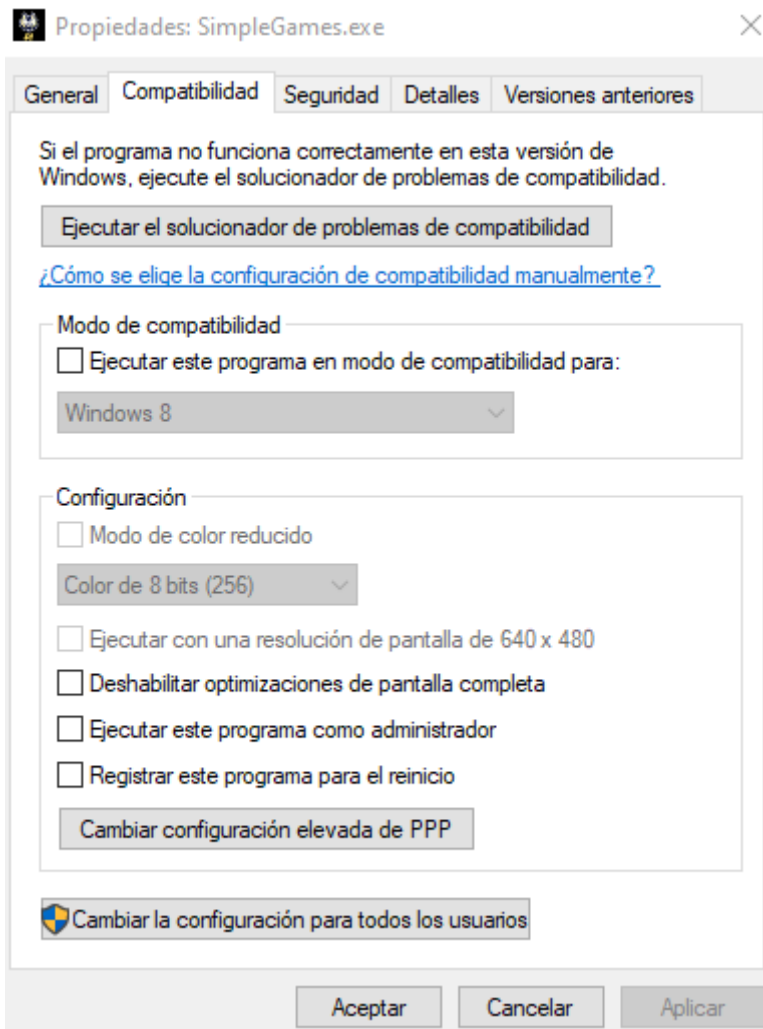 Propiedades: SimpleGames.exe
General
Compatibilidad
Seguridad
Detalles
Versiones anteriores
Si el programa no funciona correctamente en esta versión de
Windows, ejecute el solucionador de problemas de compatibilidad.
Ejecutar el solucionador de problemas de compatibilidad
¿Cómo se elige la configuración de compatibilidad manualmente?
Modo de compatibilidad
Ejecutar este programa en modo de compatibilidad para:
Windows 8
Configuración
Modo de color reducido
Color de 8 bits (256)
Ejecutar con una resolución de pantalla de 640 x 480
Deshabilitar optimizaciones de pantalla completa
Ejecutar este programa como administrador
Registrar este programa para el reinicio
Cambiar configuración elevada de PPP
Cambiar la configuración para todos los usuarios
Aceptar
Cancelar
Aplicar